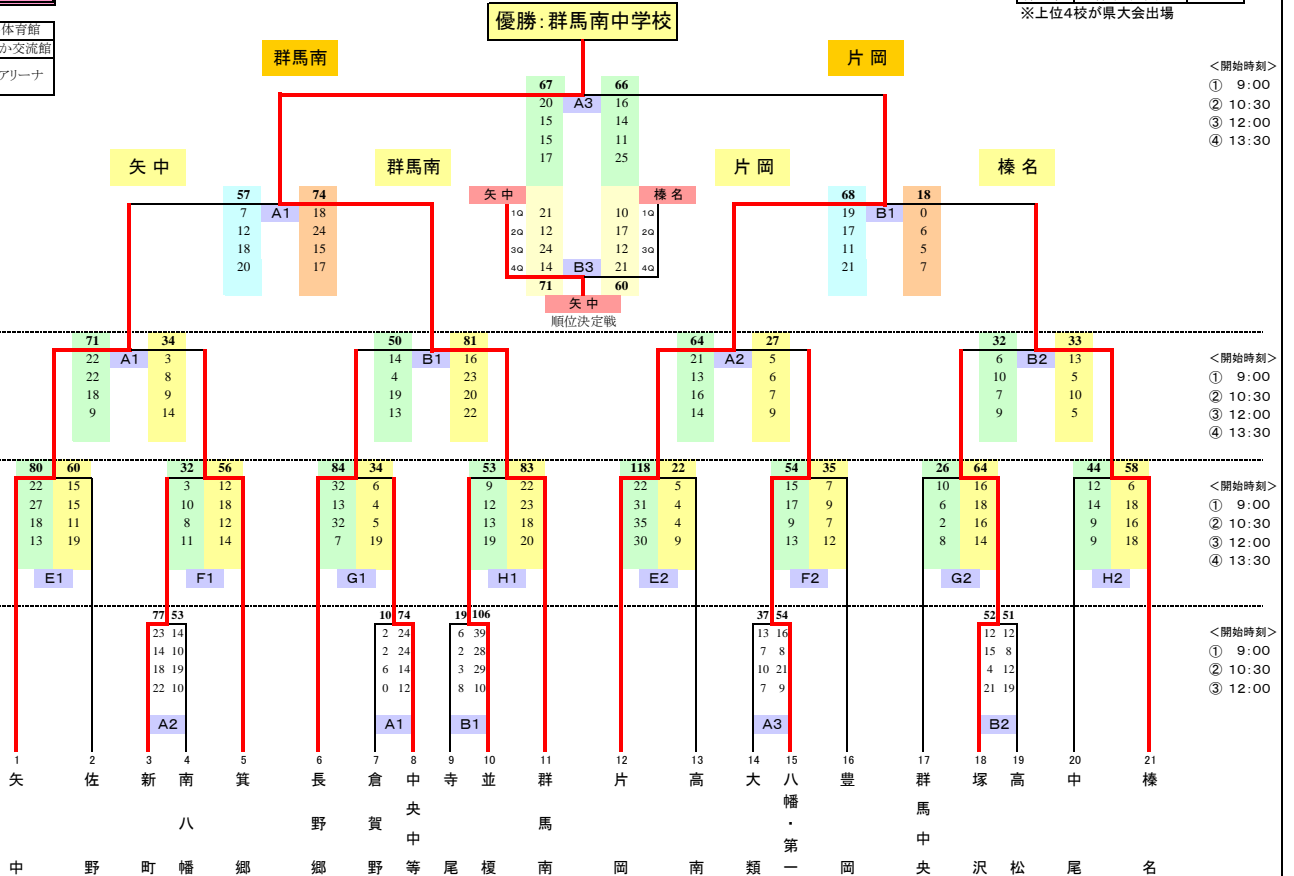 体育館
か交流館
アリーナ
優勝：群馬南中学校
※上位4校が県大会出場
群馬南
片岡
＜開始時刻＞
① 9:00
② 10:30
③ 12:00
④ 13:30
67 A3 66
20 16
15 14
15 11
17 25
矢中
群馬南
片岡
榛名
57 A1 74
7 18
12 24
18 15
20 17
矢中 榛名
1Q 21 10 1Q
2Q 12 17 2Q
3Q 24 12 3Q
4Q 14 B3 21 4Q
71 60
矢中
順位決定戦
68 B1 18
19 0
17 6
11 5
21 7
71 A1 34
22 3
22 8
18 9
9 14
50 B1 81
14 16
4 23
19 20
13 22
64 A2 27
21 5
13 6
16 7
14 9
32 B2 33
6 13
10 5
7 10
9 5
＜開始時刻＞
① 9:00
② 10:30
③ 12:00
④ 13:30
80 60
22 15
27 15
18 11
13 19
E1
32 56
3 12
10 18
8 12
11 14
F1
84 34
32 6
13 4
32 5
7 19
G1
53 83
9 22
12 23
13 18
19 20
H1
118 22
22 5
31 4
35 4
30 9
E2
54 35
15 7
17 9
9 7
13 12
F2
26 64
10 16
6 18
2 16
8 14
G2
44 58
12 6
14 18
9 16
9 18
H2
＜開始時刻＞
① 9:00
② 10:30
③ 12:00
④ 13:30
77 53
23 14
14 10
18 19
22 10
A2
10 74
2 24
2 24
6 14
0 12
A1
19 106
6 39
2 28
3 29
8 10
B1
37 54
13 16
7 8
10 21
7 9
A3
52 51
12 12
15 8
4 12
21 19
B2
＜開始時刻＞
① 9:00
② 10:30
③ 12:00
1 矢中
2 佐野
3 新町
4 南八幡
5 箕郷
6 長野郷
7 倉賀野
8 中央中等
9 寺尾
10 並榎
11 群馬南
12 片岡
13 高南
14 大類
15 八幡・第一
16 豊岡
17 群馬中央
18 塚沢
19 高松
20 中尾
21 榛名